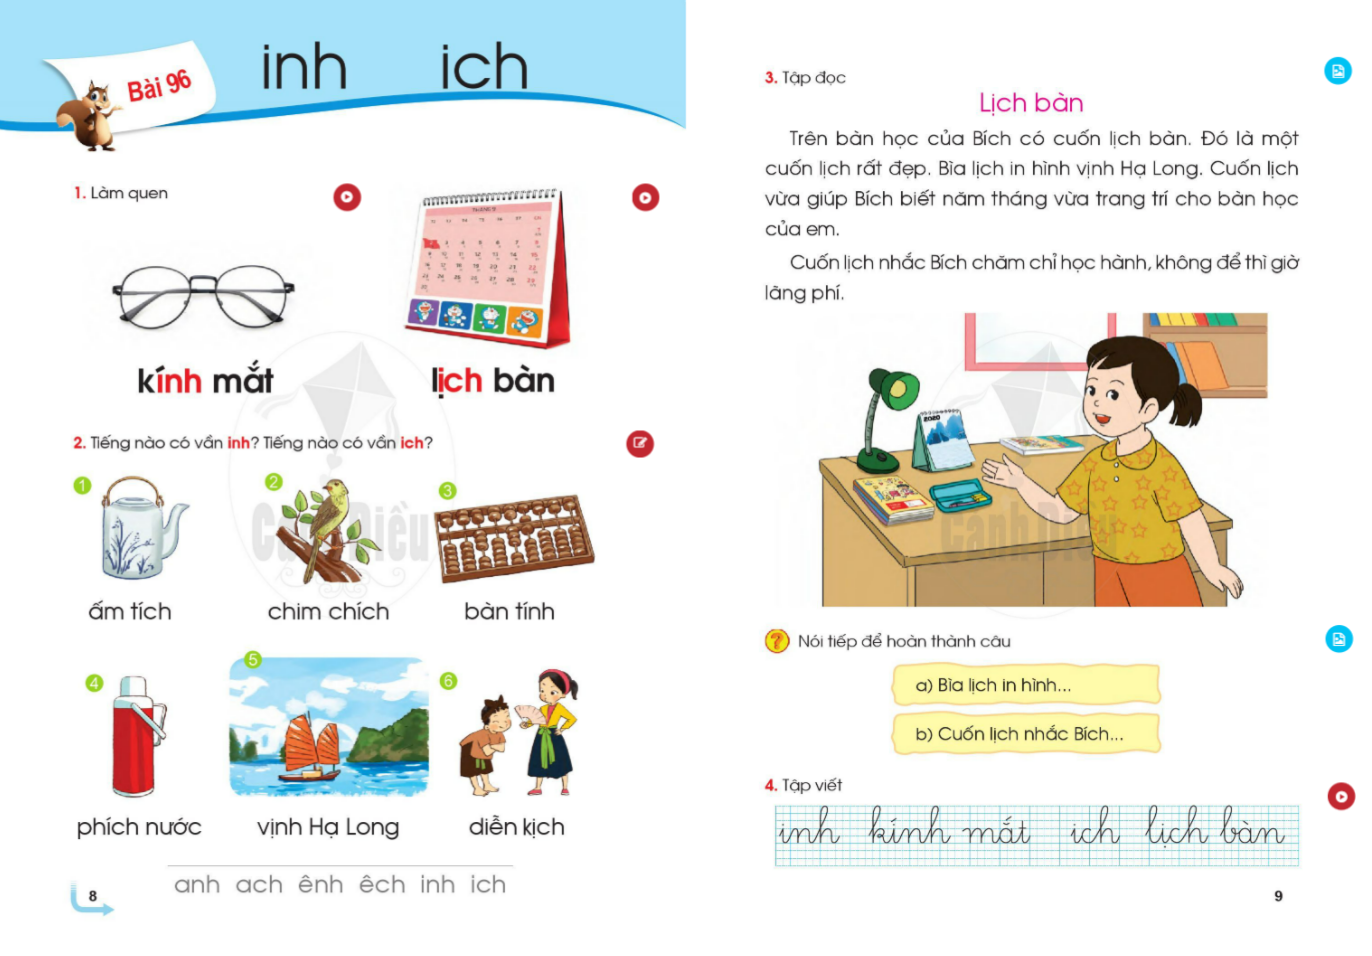 Bài 96
inh ich
1. Làm quen
kính mắt
lịch bàn
2. Tiếng nào có vần inh? Tiếng nào có vần ich?
1
2
3
ấm tích
chim chích
bàn tính
4
5
6
phích nước
vịnh Hạ Long
diễn kịch
anh ach ênh êch inh ich
8
Cánh Diều
3. Tập đọc
Lịch bàn
Trên bàn học của Bích có cuốn lịch bàn. Đó là một
cuốn lịch rất đẹp. Bìa lịch in hình vịnh Hạ Long. Cuốn lịch
vừa giúp Bích biết năm tháng vừa trang trí cho bàn học
của em.
Cuốn lịch nhắc Bích chăm chỉ học hành, không để thì giờ
lãng phí.
2020
Cánh Diều
? Nói tiếp để hoàn thành câu
a) Bìa lịch in hình...
b) Cuốn lịch nhắc Bích...
4. Tập viết
inh kính mắt ich lịch bàn
9